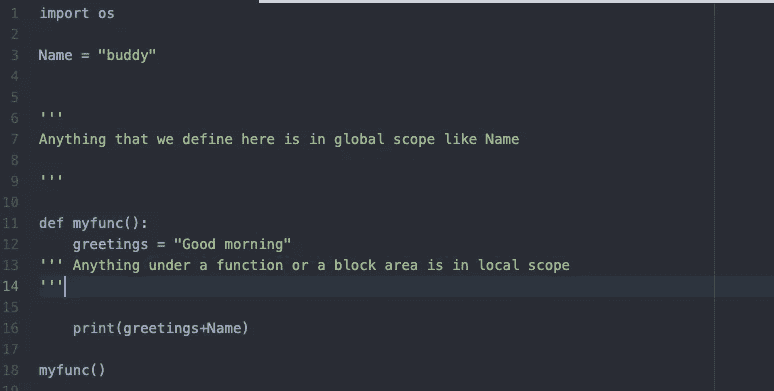 1 import os
2
3 Name = "buddy"
4
5
6 '''
7 Anything that we define here is in global scope like Name
8
9 '''
10
11 def myfunc():
12     greetings = "Good morning"
13 ''' Anything under a function or a block area is in local scope
14 '''
15
16     print(greetings+Name)
17
18 myfunc()
19